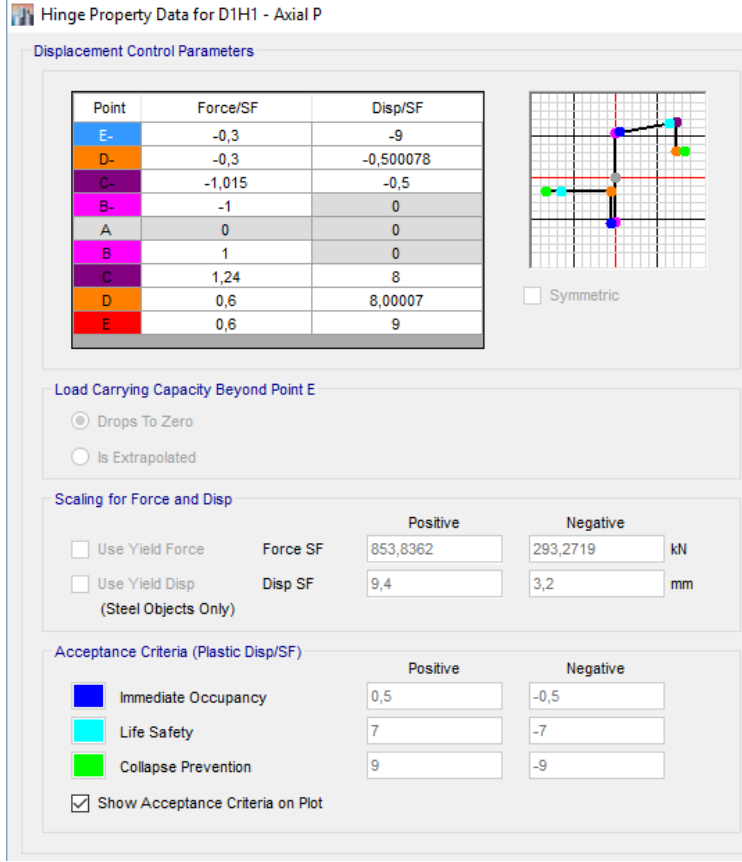 Hinge Property Data for D1H1 - Axial P
Displacement Control Parameters
Point Force/SF Disp/SF
E- -0,3 -9
D- -0,3 -0,500078
C- -1,015 -0,5
B- -1 0
A 0 0
B 1 0
C 1,24 8
D 0,6 8,00007
E 0,6 9
Symmetric
Load Carrying Capacity Beyond Point E
Drops To Zero
Is Extrapolated
Scaling for Force and Disp
Positive Negative
Use Yield Force Force SF 853,8362 293,2719 kN
Use Yield Disp Disp SF 9,4 3,2 mm
(Steel Objects Only)
Acceptance Criteria (Plastic Disp/SF)
Positive Negative
Immediate Occupancy 0,5 -0,5
Life Safety 7 -7
Collapse Prevention 9 -9
Show Acceptance Criteria on Plot